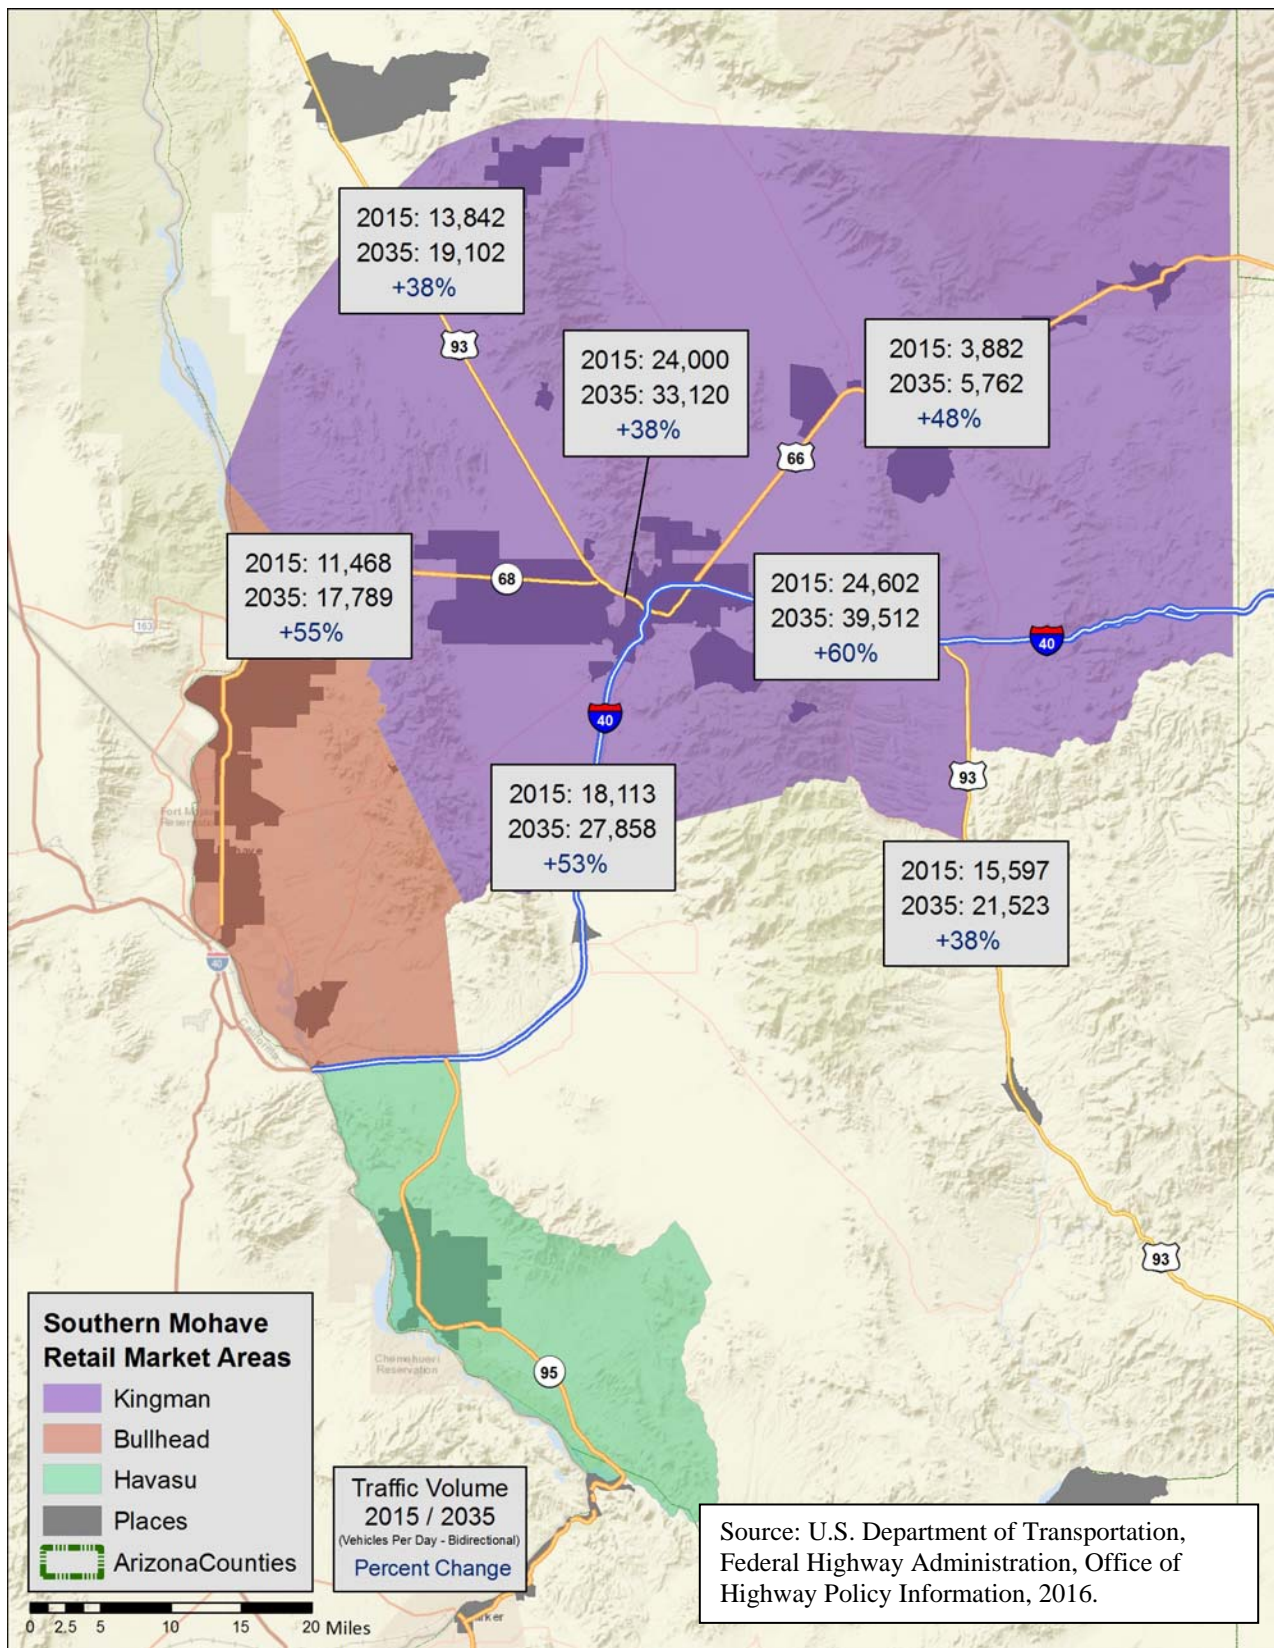 2015: 13,842
2035: 19,102
+38%
93
2015: 24,000
2035: 33,120
+38%
2015: 3,882
2035: 5,762
+48%
66
2015: 11,468
2035: 17,789
+55%
68
2015: 24,602
2035: 39,512
+60%
163
40
40
93
2015: 18,113
2035: 27,858
+53%
2015: 15,597
2035: 21,523
+38%
40
93
Chemehuevi
Reservation
95
Southern Mohave
Retail Market Areas
Kingman
Bullhead
Havasu
Places
ArizonaCounties
Traffic Volume
2015 / 2035
(Vehicles Per Day - Bidirectional)
Percent Change
Source: U.S. Department of Transportation,
Federal Highway Administration, Office of
Highway Policy Information, 2016.
0 2.5 5 10 15 20 Miles